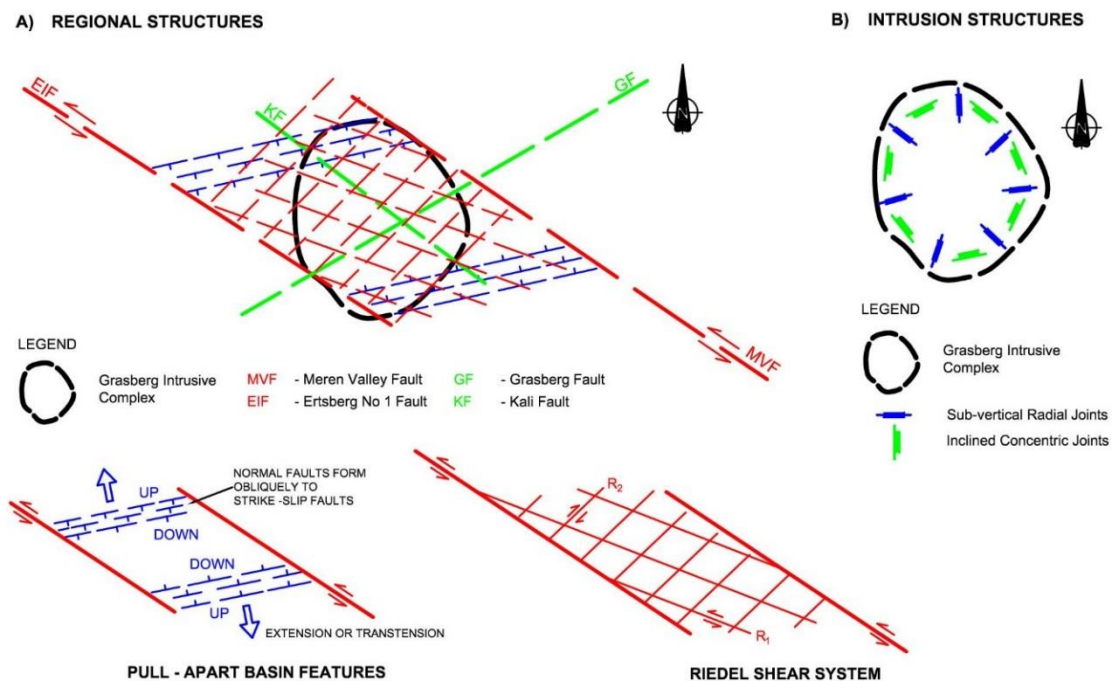 A) REGIONAL STRUCTURES
B) INTRUSION STRUCTURES
EIF
KF
GF
N
N
MVF
LEGEND
Grasberg Intrusive
Complex
MVF - Meren Valley Fault
EIF - Ertsberg No 1 Fault
GF - Grasberg Fault
KF - Kali Fault
LEGEND
Grasberg Intrusive
Complex
Sub-vertical Radial Joints
Inclined Concentric Joints
NORMAL FAULTS FORM
OBLIQUELY TO
STRIKE -SLIP FAULTS
UP
DOWN
DOWN
UP
EXTENSION OR TRANSTENSION
PULL - APART BASIN FEATURES
R2
R1
RIEDEL SHEAR SYSTEM